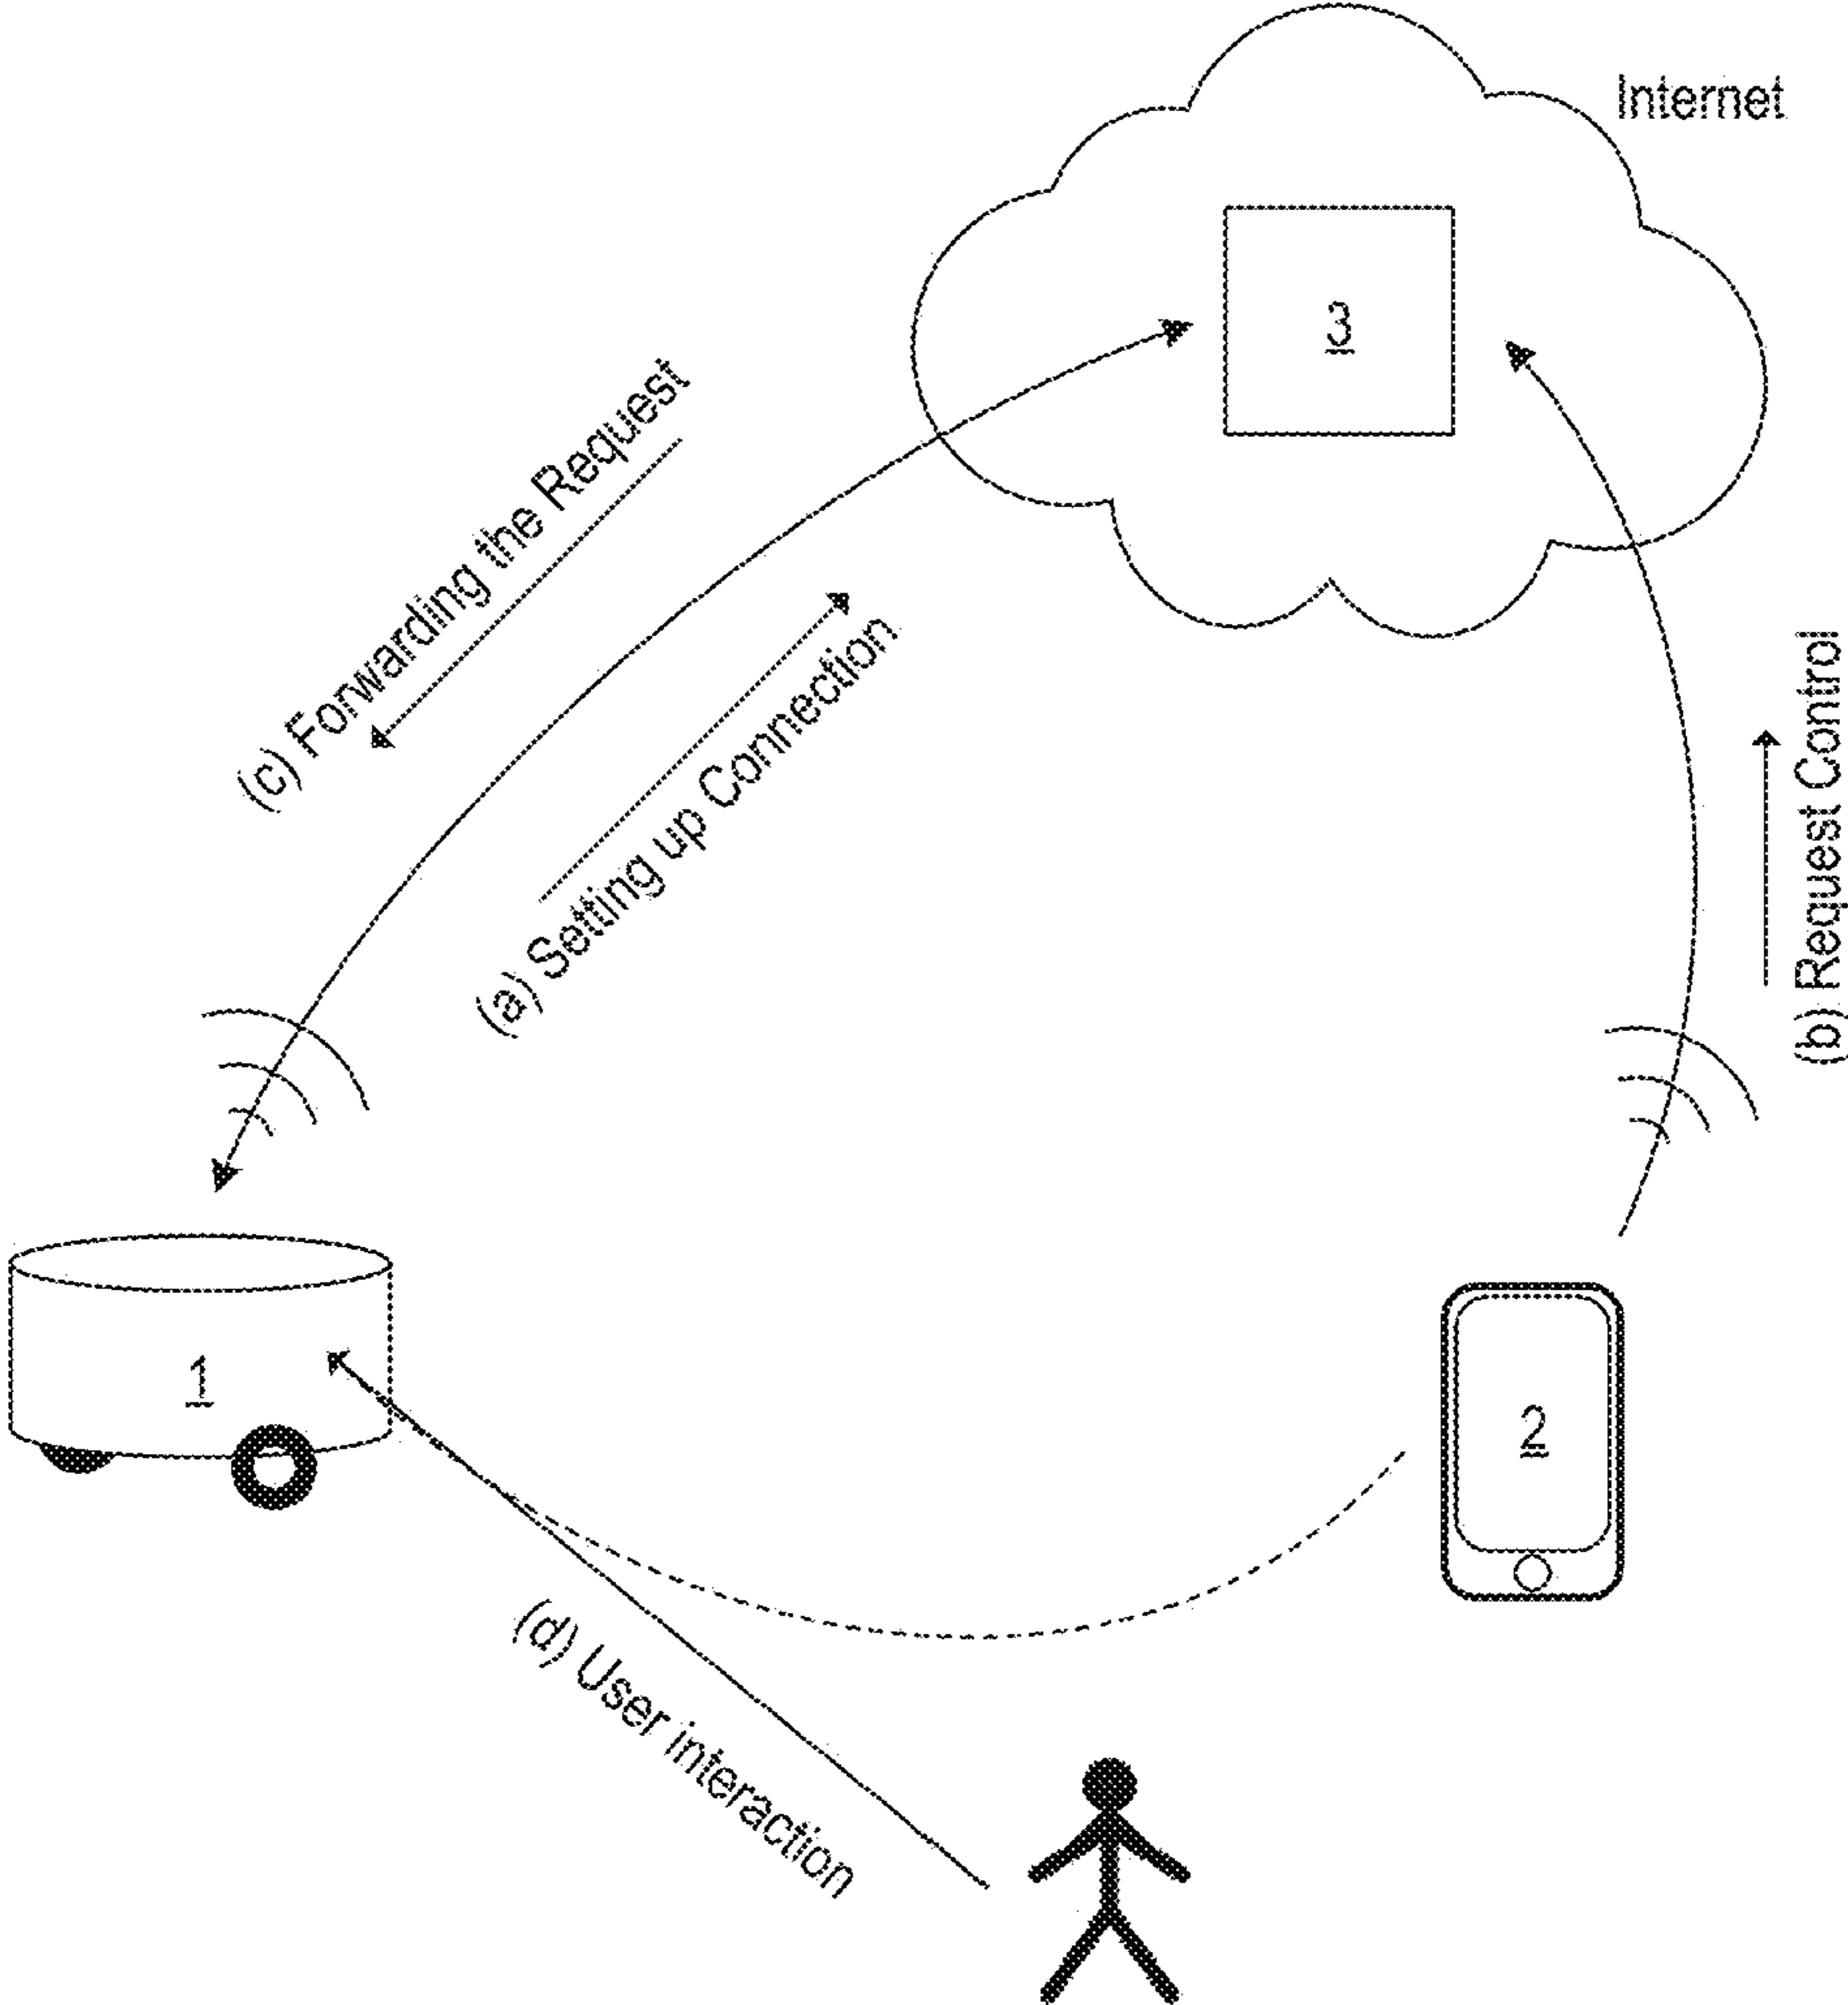 Internet
3
(c) Forwarding the Request
(a) Setting up Connection
(b) Request Control
1
2
(d) User interaction